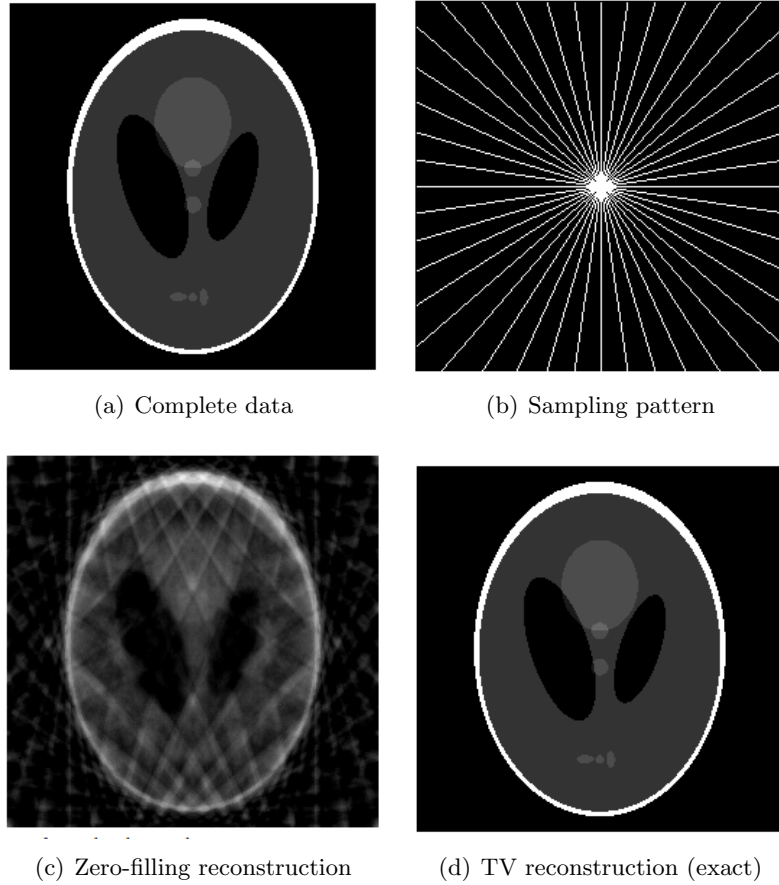 (a) Complete data
(b) Sampling pattern
(c) Zero-filling reconstruction
(d) TV reconstruction (exact)